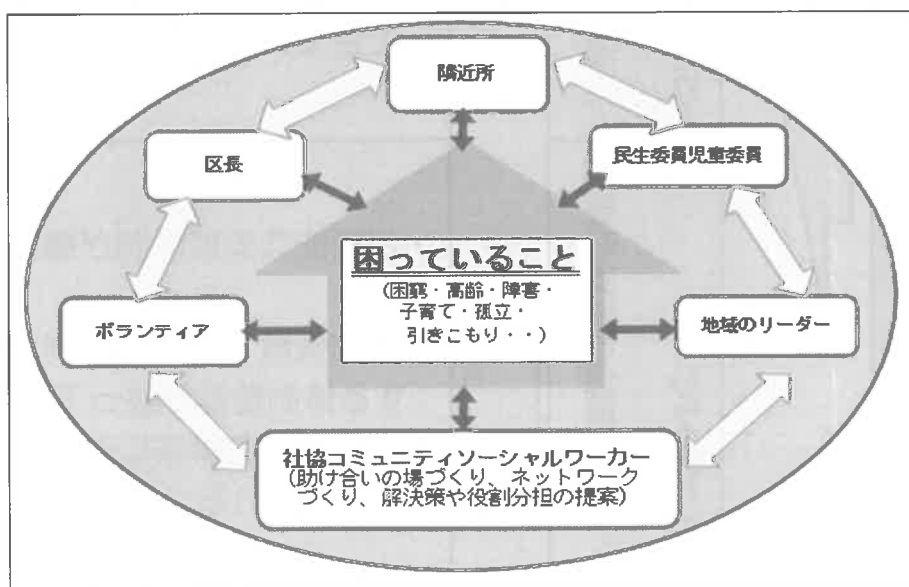 隣近所
区長
民生委員児童委員
困っていること
(困窮・高齢・障害・
子育て・孤立・
引きこもり・・)
ボランティア
地域のリーダー
社協コミュニティソーシャルワーカー
(助け合いの場づくり、ネットワーク
づくり、解決策や役割分担の提案)